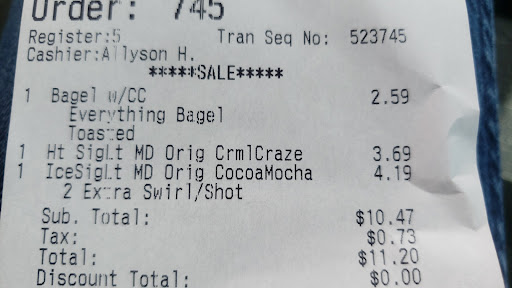 Order: 745
Register:5 Tran Seq No: 523745
Cashier:Allyson H.
*****SALE*****
1 Bagel w/CC 2.59
Everything Bagel
Toasted
1 Ht SigLt MD Orig CrmlCraze 3.69
1 IceSigLt MD Orig CocoaMocha 4.19
2 Extra Swirl/Shot
Sub. Total: $10.47
Tax: $0.73
Total: $11.20
Discount Total: $0.00